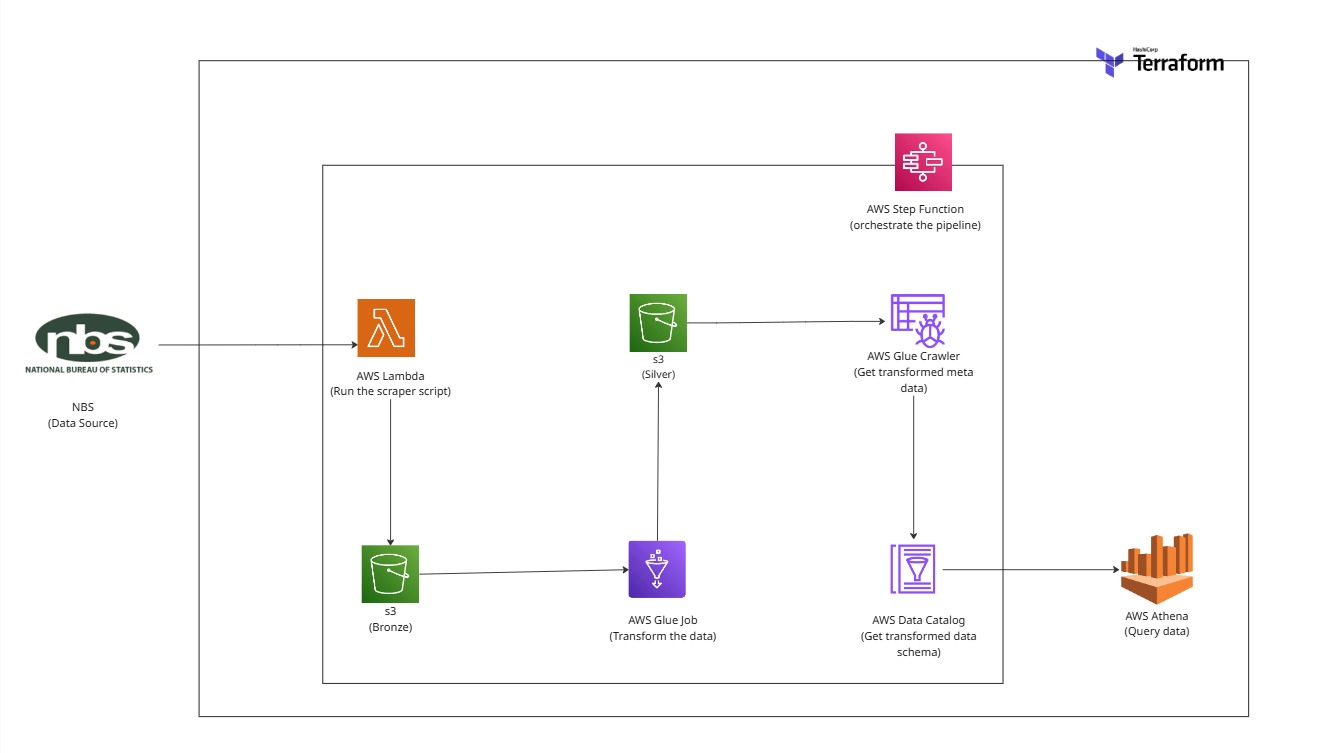 HashiCorp
Terraform
AWS Step Function
(orchestrate the pipeline)
nbs
NATIONAL BUREAU OF STATISTICS
NBS
(Data Source)
AWS Lambda
(Run the scraper script)
s3
(Silver)
AWS Glue Crawler
(Get transformed meta
data)
s3
(Bronze)
AWS Glue Job
(Transform the data)
AWS Data Catalog
(Get transformed data
schema)
AWS Athena
(Query data)